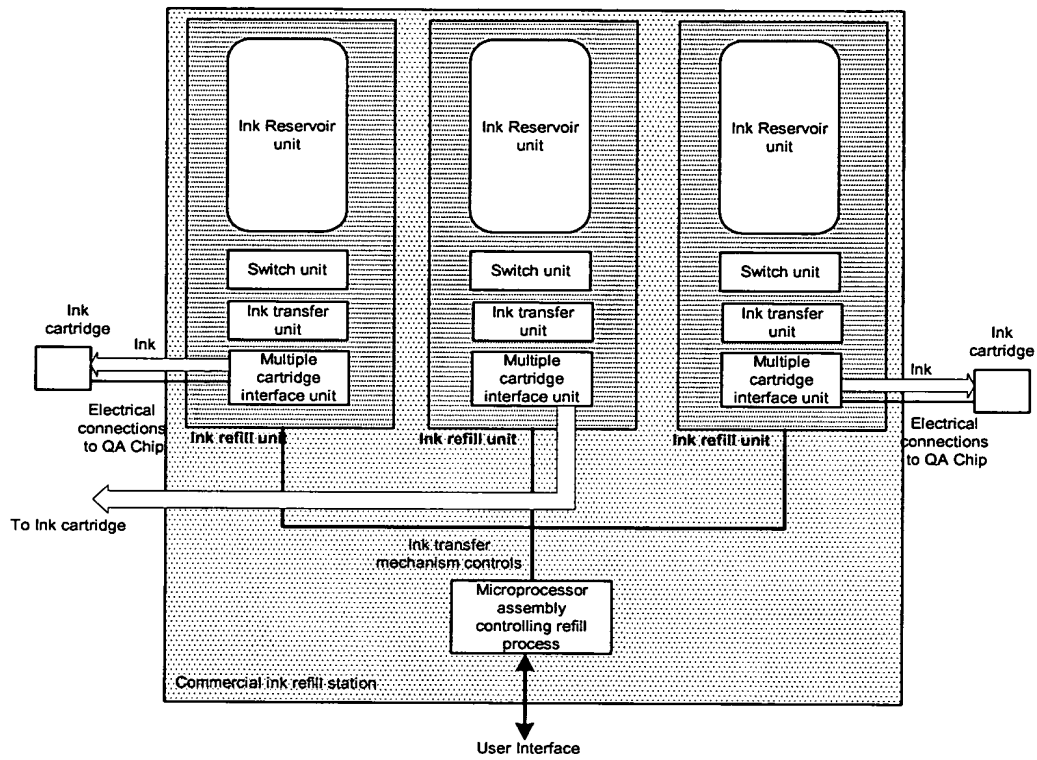 Ink Reservoir
unit
Ink Reservoir
unit
Ink Reservoir
unit
Switch unit
Switch unit
Switch unit
Ink transfer
unit
Ink transfer
unit
Ink transfer
unit
Ink
cartridge
Ink
Multiple
cartridge
interface unit
Multiple
cartridge
interface unit
Multiple
cartridge
interface unit
Ink
Ink
cartridge
Electrical
connections
to QA Chip
Ink refill unit
Ink refill unit
Ink refill unit
Electrical
connections
to QA Chip
To Ink cartridge
Ink transfer
mechanism controls
Microprocessor
assembly
controlling refill
process
Commercial ink refill station
User Interface